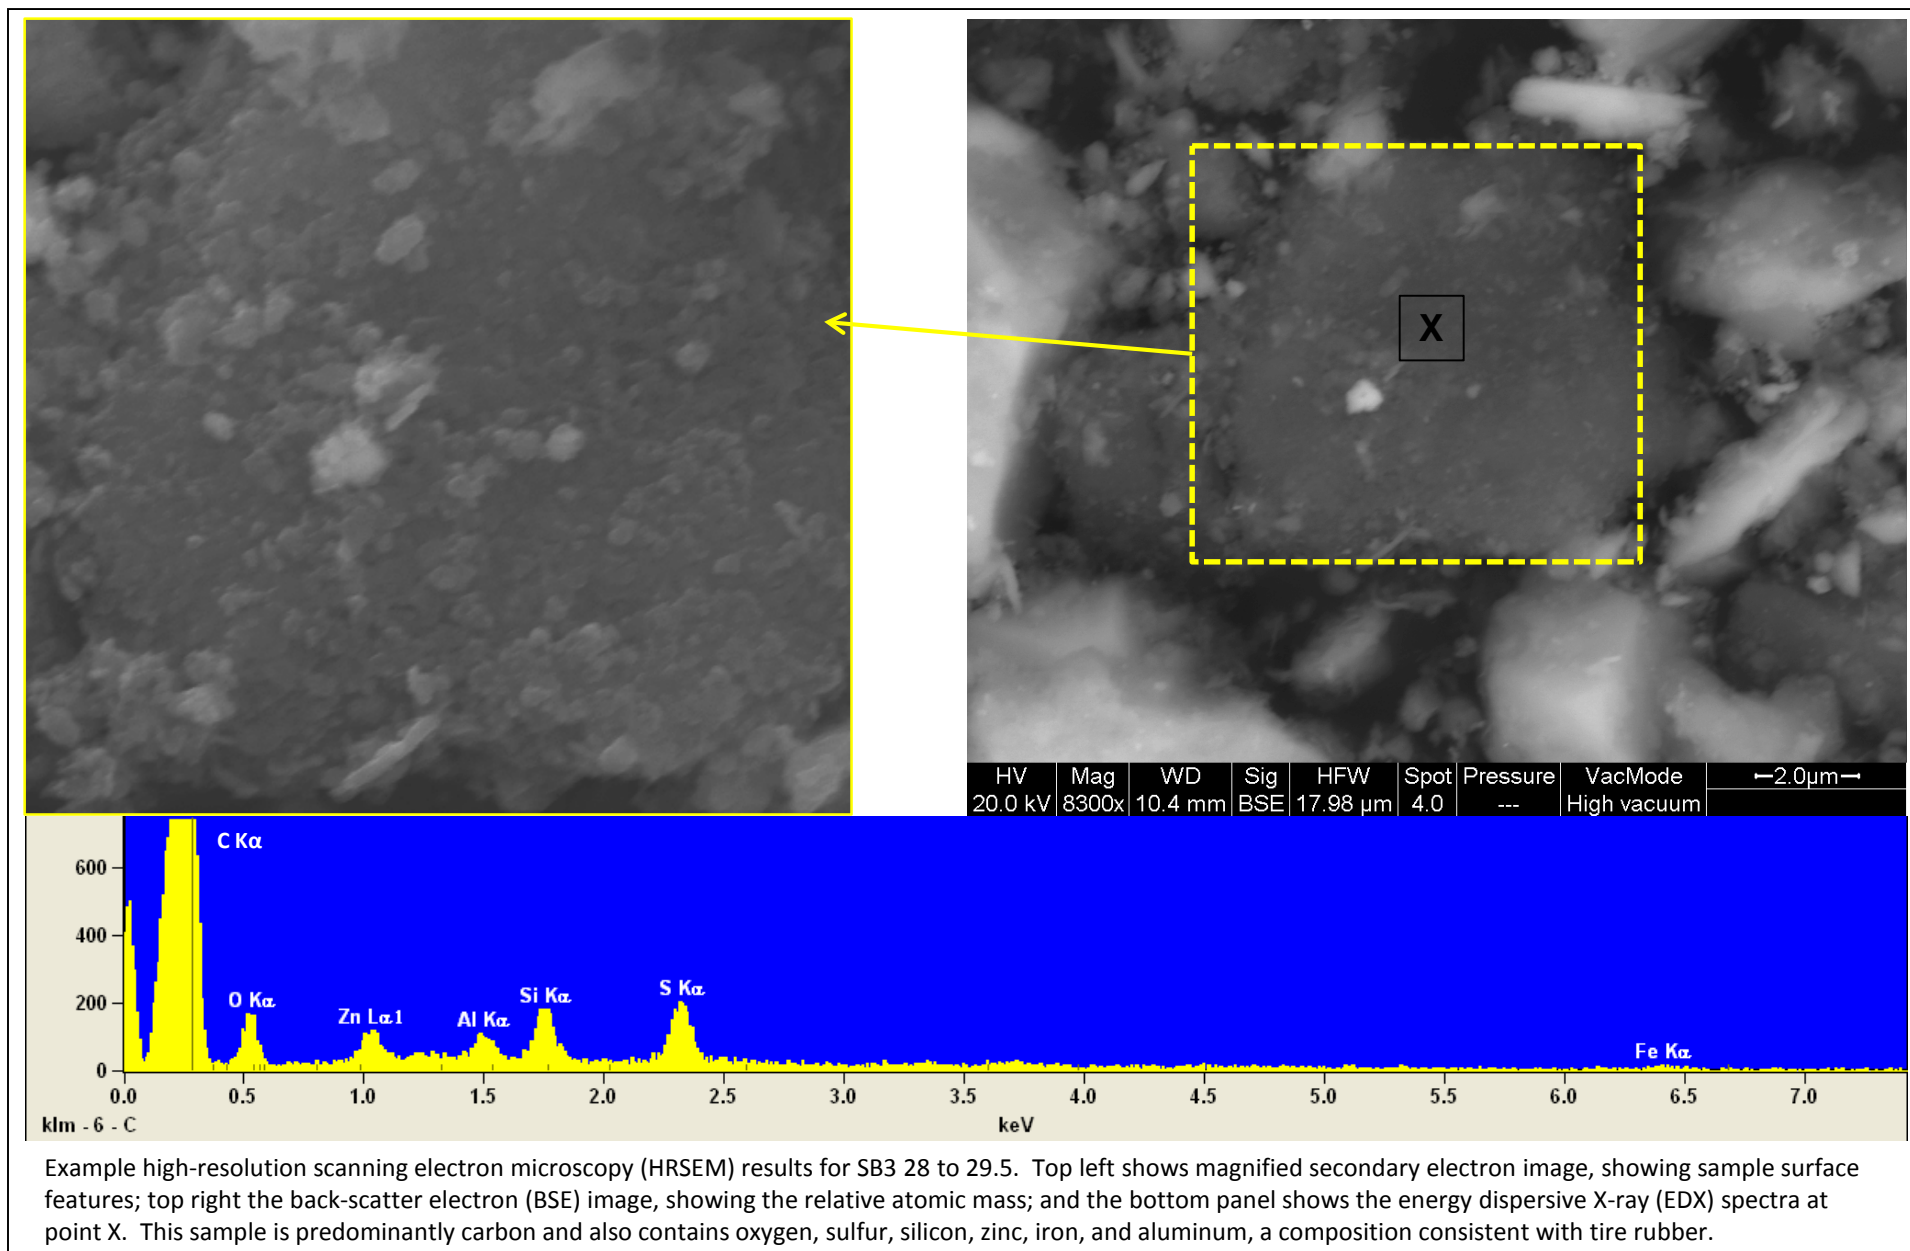 X
HV Mag WD Sig HFW Spot Pressure VacMode ⊢2.0µm⊣
20.0 kV 8300x 10.4 mm BSE 17.98 µm 4.0 --- High vacuum
C Kα
600
400
200
0
O Kα
Zn Lα1
Al Kα
Si Kα
S Kα
Fe Kα
0.0 0.5 1.0 1.5 2.0 2.5 3.0 3.5 4.0 4.5 5.0 5.5 6.0 6.5 7.0
klm - 6 - C keV
Example high-resolution scanning electron microscopy (HRSEM) results for SB3 28 to 29.5. Top left shows magnified secondary electron image, showing sample surface
features; top right the back-scatter electron (BSE) image, showing the relative atomic mass; and the bottom panel shows the energy dispersive X-ray (EDX) spectra at
point X. This sample is predominantly carbon and also contains oxygen, sulfur, silicon, zinc, iron, and aluminum, a composition consistent with tire rubber.